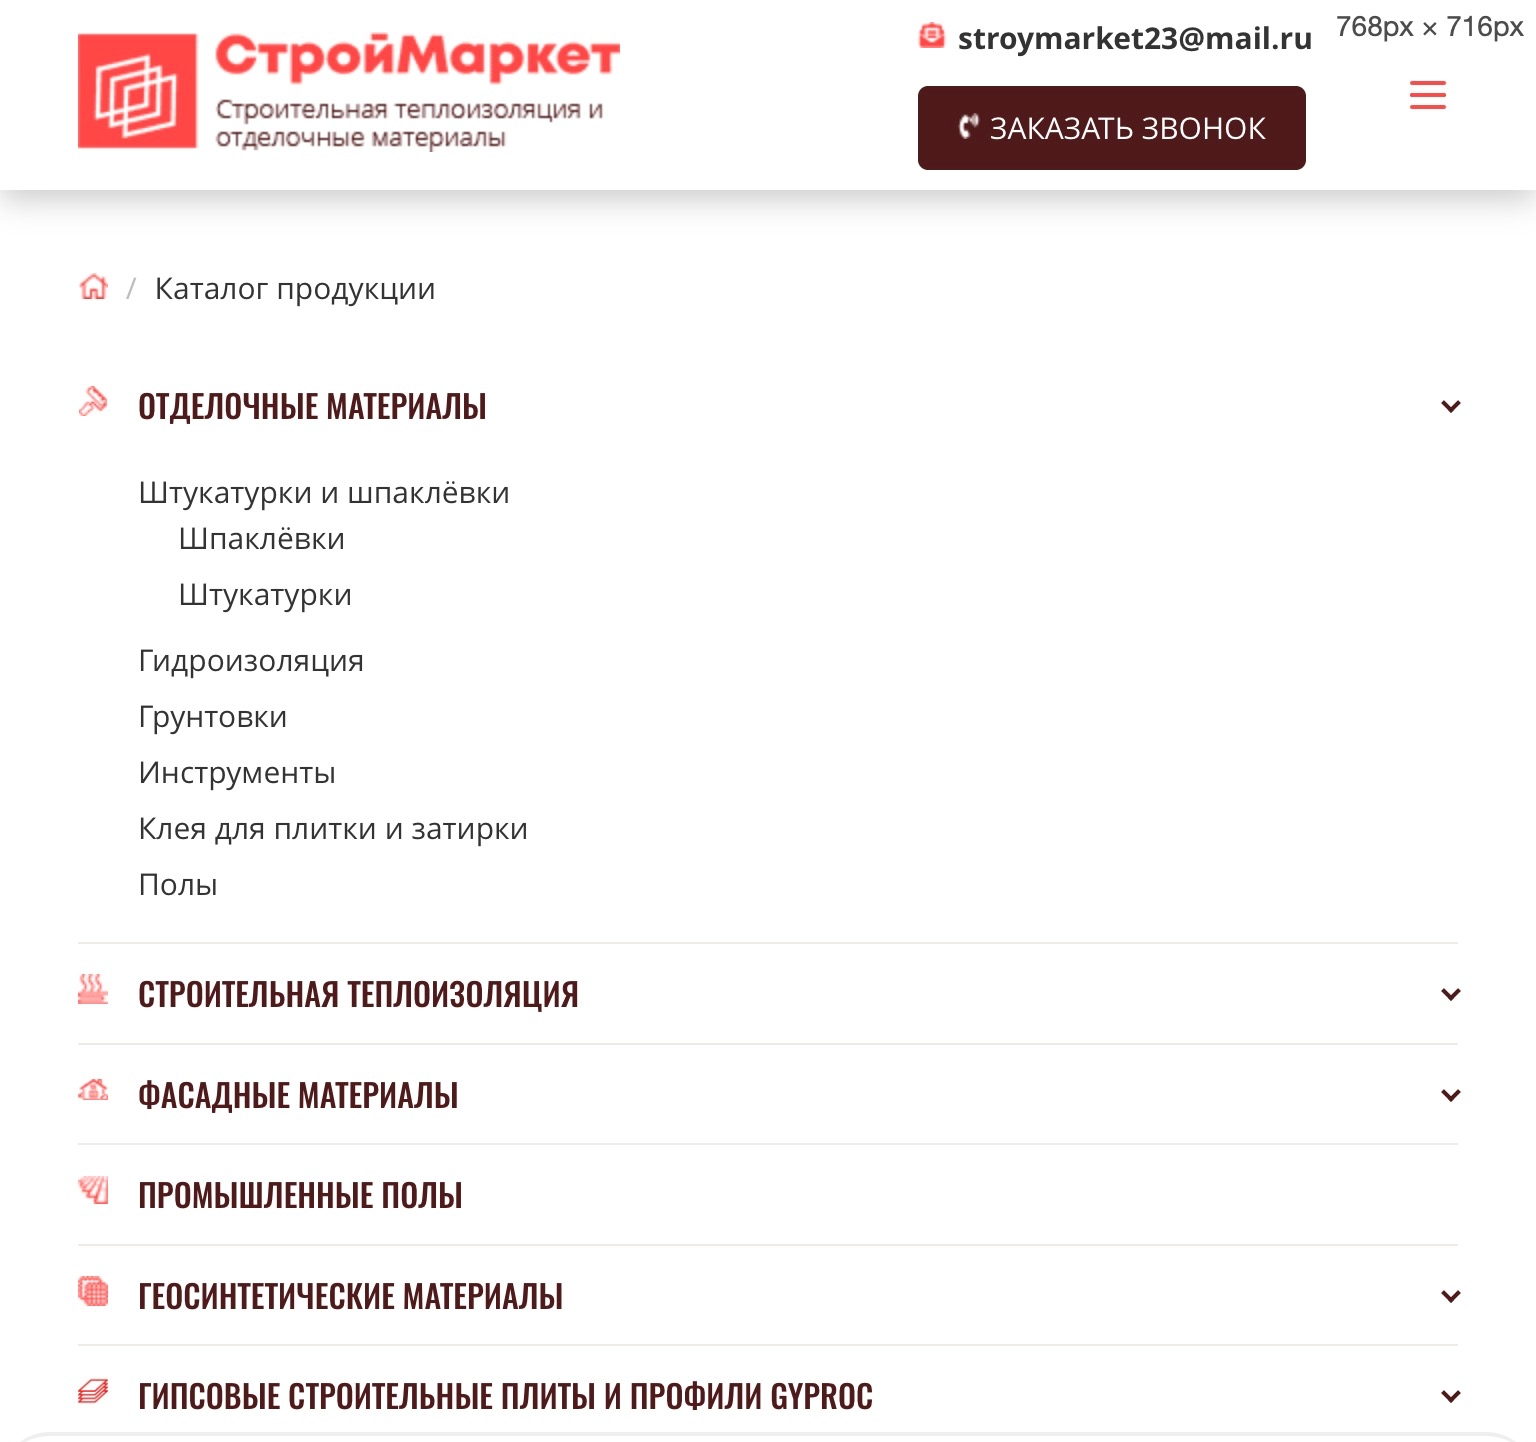 СтройМаркет
Строительная теплоизоляция и
отделочные материалы
stroymarket23@mail.ru
768px × 716px
ЗАКАЗАТЬ ЗВОНОК
/ Каталог продукции
ОТДЕЛОЧНЫЕ МАТЕРИАЛЫ
Штукатурки и шпаклёвки
Шпаклёвки
Штукатурки
Гидроизоляция
Грунтовки
Инструменты
Клея для плитки и затирки
Полы
СТРОИТЕЛЬНАЯ ТЕПЛОИЗОЛЯЦИЯ
ФАСАДНЫЕ МАТЕРИАЛЫ
ПРОМЫШЛЕННЫЕ ПОЛЫ
ГЕОСИНТЕТИЧЕСКИЕ МАТЕРИАЛЫ
ГИПСОВЫЕ СТРОИТЕЛЬНЫЕ ПЛИТЫ И ПРОФИЛИ GYPROC